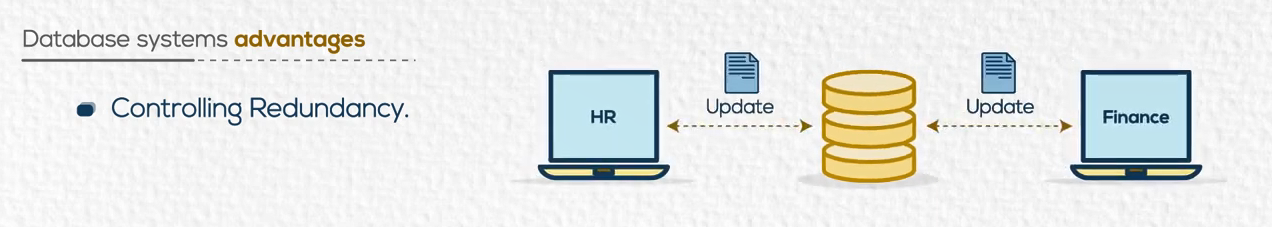 Database systems advantages
Controlling Redundancy.
HR
Update
Update
Finance